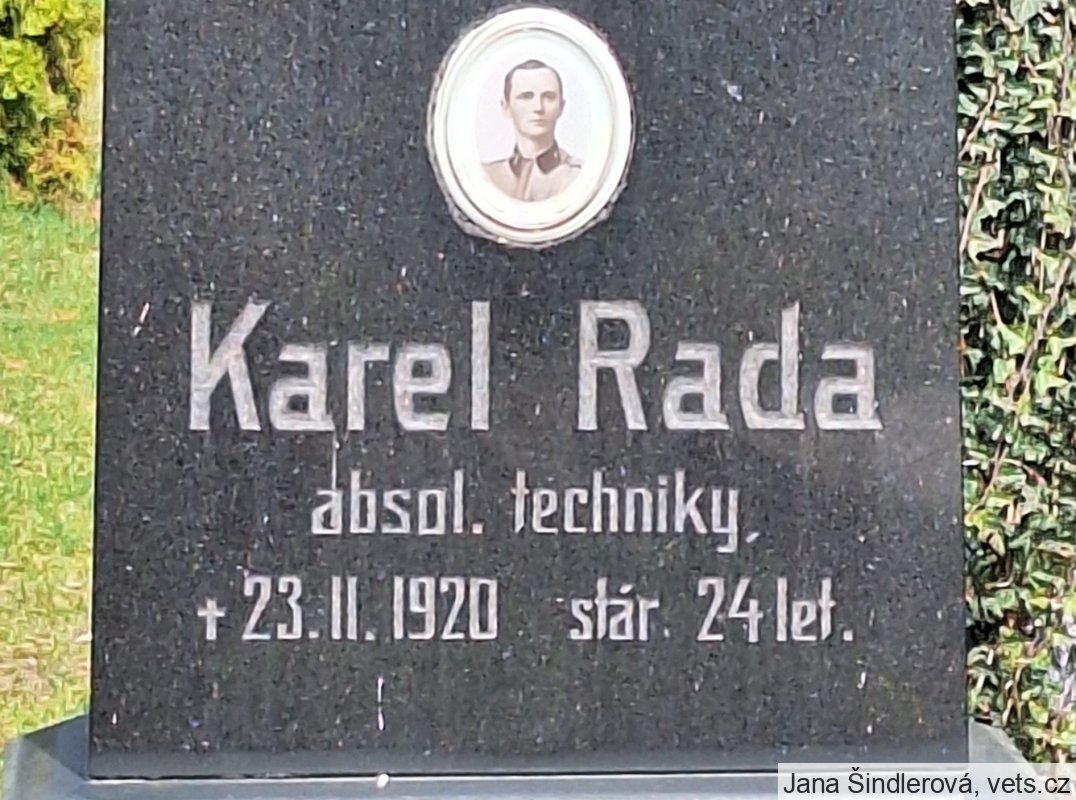 Karel Rada
absol. techniky,
+ 23. II. 1920 stár 24 let.
Jana Šindlerová, vets.cz